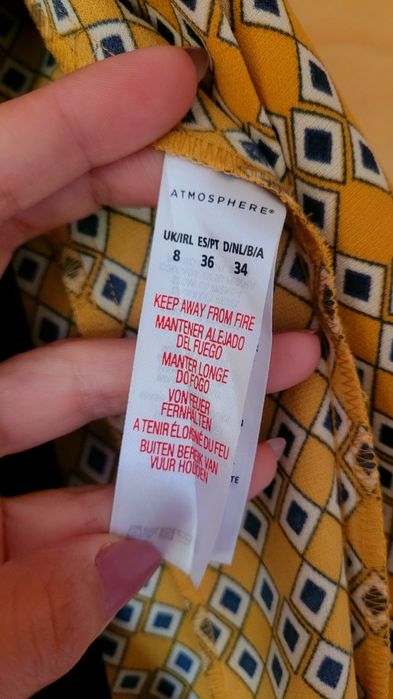 ATMOSPHERE®
UK/IRL ES/PT D/NL/B/A
8 36 34
KEEP AWAY FROM FIRE
MANTENER ALEJADO
DEL FUEGO
MANTER LONGE
DO FOGO
VON FEUER
FERNHALTEN
A TENIR ÉLOIGNÉ DU FEU
BUITEN BEREIK VAN
VUUR HOUDEN